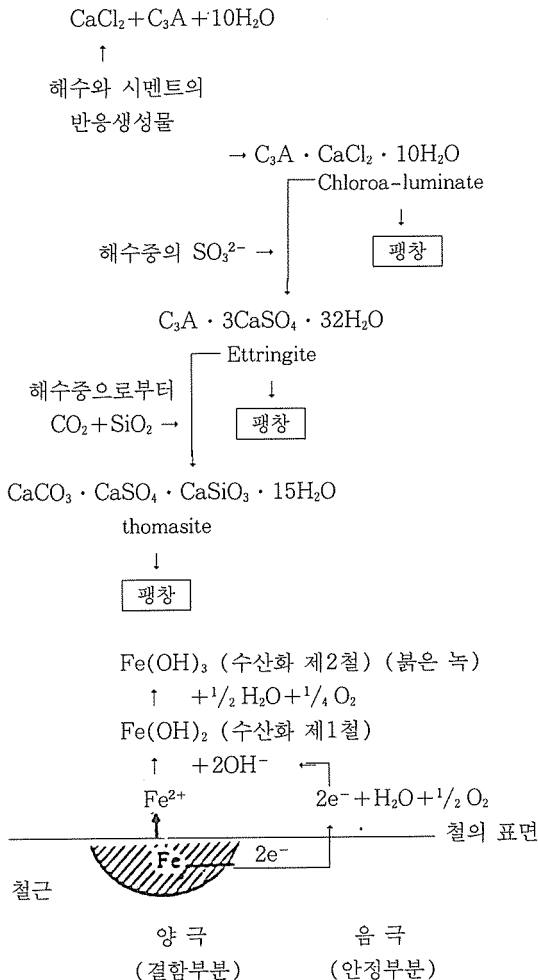 CaCl₂+C₃A+10H₂O
↑
해수와 시멘트의
반응생성물
→ C₃A · CaCl₂ · 10H₂O
Chloroa-luminate
↓
해수중의 SO₃²⁻ →
팽창
C₃A · 3CaSO₄ · 32H₂O
Ettringite
↓
해수중으로부터
CO₂+SiO₂ →
팽창
CaCO₃ · CaSO₄ · CaSiO₃ · 15H₂O
thomasite
↓
팽창
Fe(OH)₃ (수산화 제2철) (붉은 녹)
↑ +¹/₂ H₂O+¹/₄ O₂
Fe(OH)₂ (수산화 제1철)
↑ +2OH⁻ ←
Fe²⁺ 2e⁻+H₂O+¹/₂ O₂
철의 표면
Fe 2e⁻
철근
양 극 음 극
(결함부분) (안정부분)